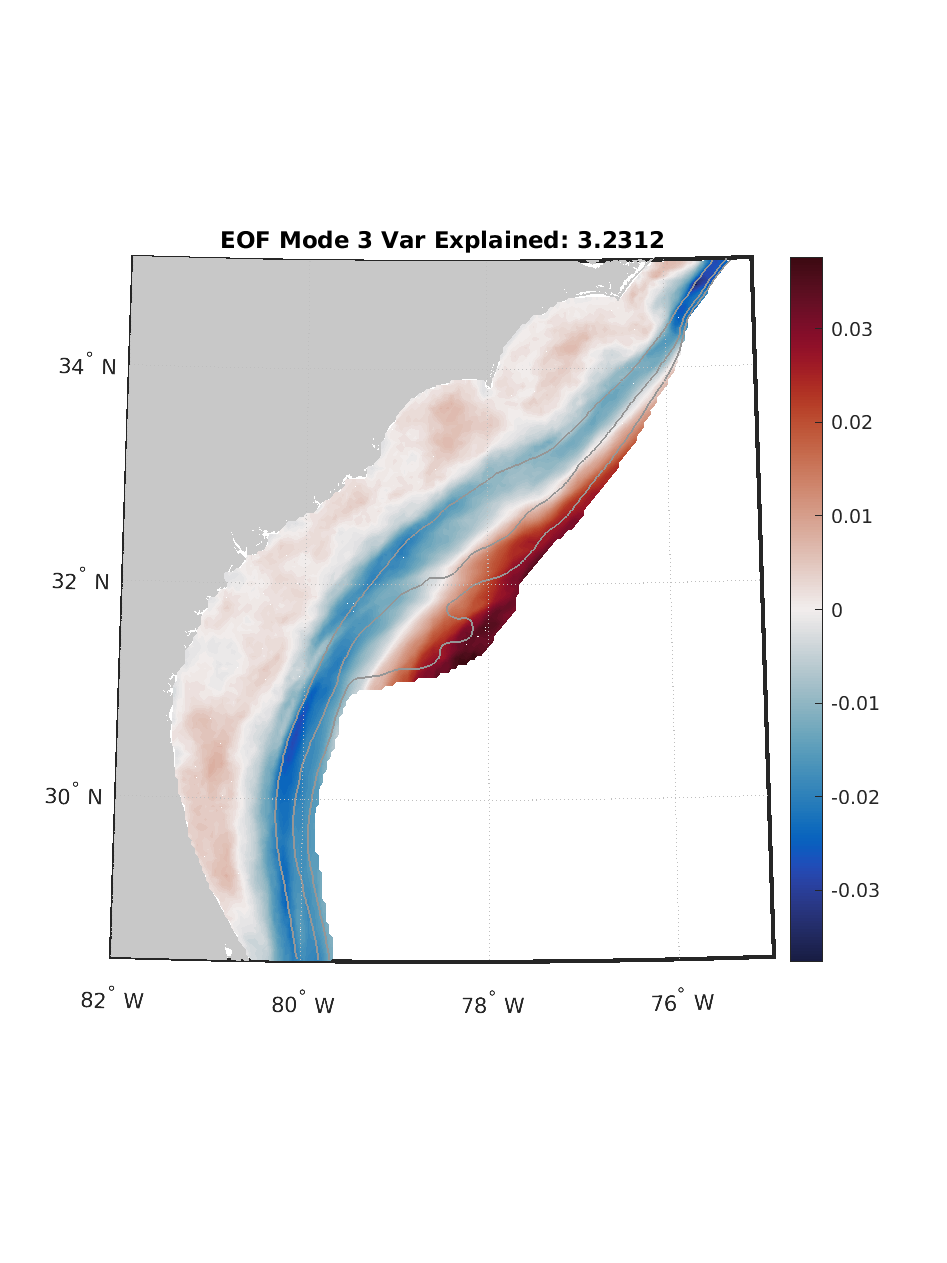 EOF Mode 3 Var Explained: 3.2312
34° N
32° N
30° N
82° W
80° W
78° W
76° W
0.03
0.02
0.01
0
-0.01
-0.02
-0.03